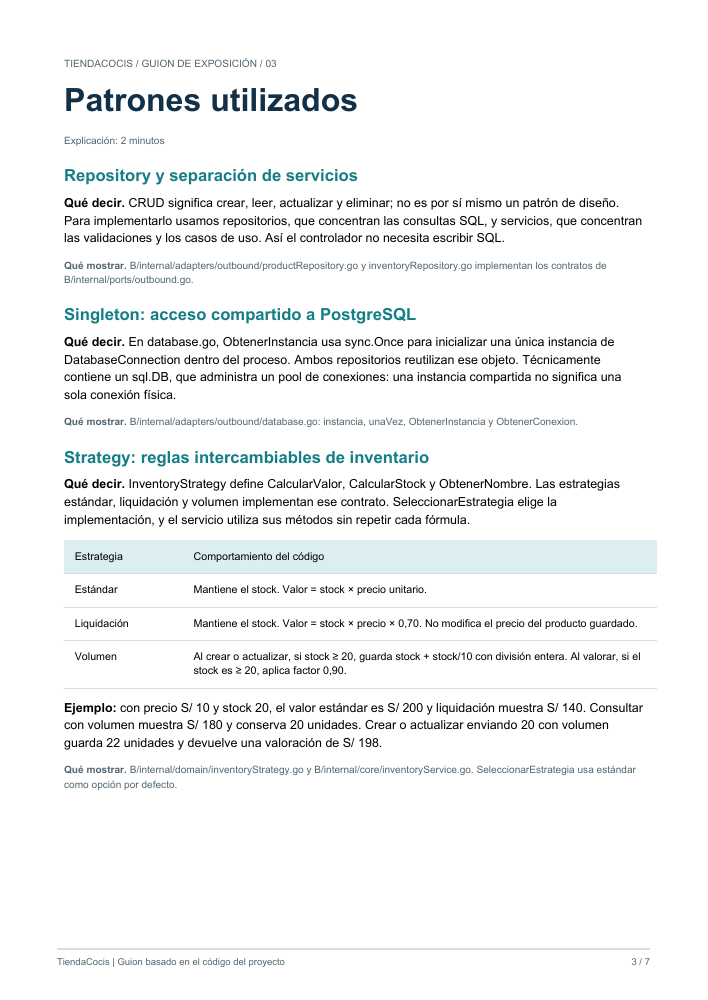 TIENDACOCIS / GUION DE EXPOSICIÓN / 03
Patrones utilizados
Explicación: 2 minutos
Repository y separación de servicios
Qué decir. CRUD significa crear, leer, actualizar y eliminar; no es por sí mismo un patrón de diseño.
Para implementarlo usamos repositorios, que concentran las consultas SQL, y servicios, que concentran
las validaciones y los casos de uso. Así el controlador no necesita escribir SQL.
Qué mostrar. B/internal/adapters/outbound/productRepository.go y inventoryRepository.go implementan los contratos de
B/internal/ports/outbound.go.
Singleton: acceso compartido a PostgreSQL
Qué decir. En database.go, ObtenerInstancia usa sync.Once para inicializar una única instancia de
DatabaseConnection dentro del proceso. Ambos repositorios reutilizan ese objeto. Técnicamente
contiene un sql.DB, que administra un pool de conexiones: una instancia compartida no significa una
sola conexión física.
Qué mostrar. B/internal/adapters/outbound/database.go: instancia, unaVez, ObtenerInstancia y ObtenerConexion.
Strategy: reglas intercambiables de inventario
Qué decir. InventoryStrategy define CalcularValor, CalcularStock y ObtenerNombre. Las estrategias
estándar, liquidación y volumen implementan ese contrato. SeleccionarEstrategia elige la
implementación, y el servicio utiliza sus métodos sin repetir cada fórmula.
Estrategia Comportamiento del código
Estándar Mantiene el stock. Valor = stock × precio unitario.
Liquidación Mantiene el stock. Valor = stock × precio × 0,70. No modifica el precio del producto guardado.
Volumen Al crear o actualizar, si stock ≥ 20, guarda stock + stock/10 con división entera. Al valorar, si el
stock es ≥ 20, aplica factor 0,90.
Ejemplo: con precio S/ 10 y stock 20, el valor estándar es S/ 200 y liquidación muestra S/ 140. Consultar
con volumen muestra S/ 180 y conserva 20 unidades. Crear o actualizar enviando 20 con volumen
guarda 22 unidades y devuelve una valoración de S/ 198.
Qué mostrar. B/internal/domain/inventoryStrategy.go y B/internal/core/inventoryService.go. SeleccionarEstrategia usa estándar
como opción por defecto.
TiendaCocis | Guion basado en el código del proyecto 3 / 7